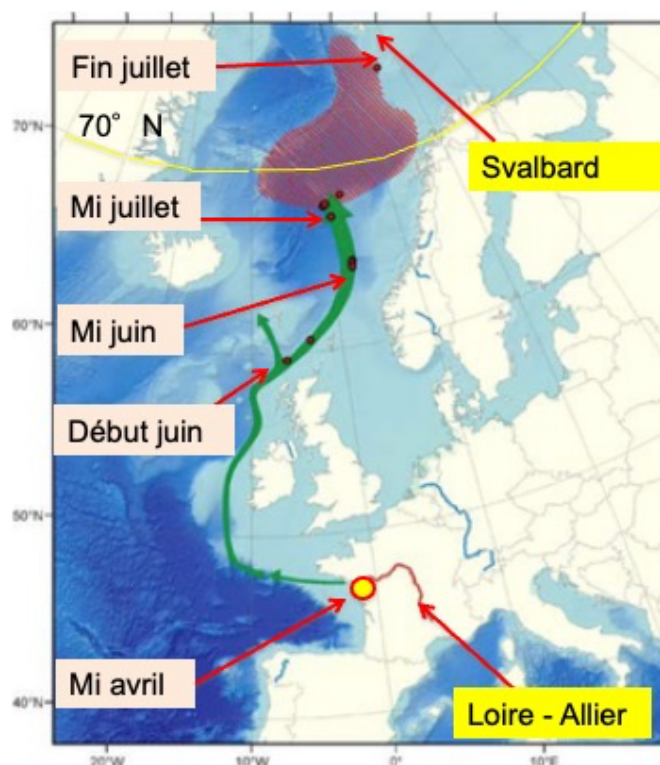 Fin juillet
70°N
70° N
Svalbard
Mi juillet
Mi juin
60°N
Début juin
50°N
Mi avril
Loire - Allier
40°N
20°W
10°W
0°
10°E